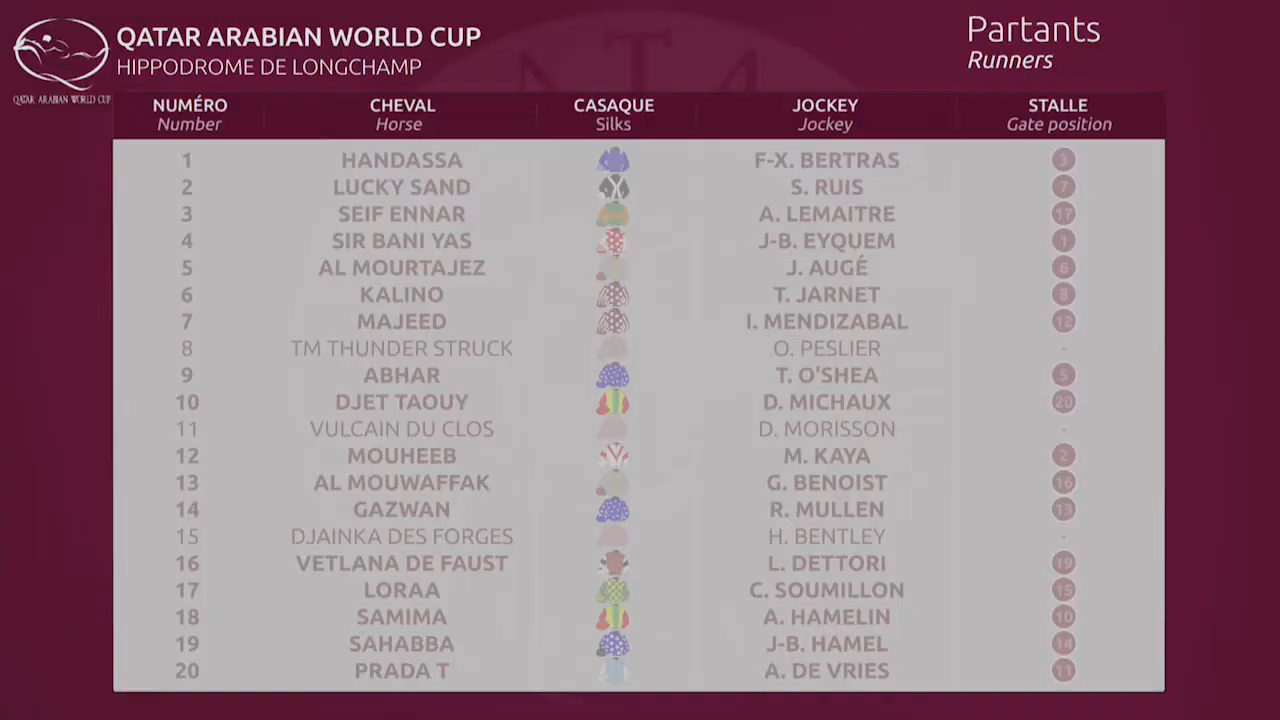 QATAR ARABIAN WORLD CUP
HIPPODROME DE LONGCHAMP
Partants
Runners
QATAR ARABIAN WORLD CUP
NUMÉRO CHEVAL CASAQUE JOCKEY STALLE
Number Horse Silks Jockey Gate position
1 HANDASSA F-X. BERTRAS 3
2 LUCKY SAND S. RUIS 7
3 SEIF ENNAR A. LEMAITRE 17
4 SIR BANI YAS J-B. EYQUEM 1
5 AL MOURTAJEZ J. AUGÉ 6
6 KALINO T. JARNET 8
7 MAJEED I. MENDIZABAL 12
8 TM THUNDER STRUCK O. PESLIER -
9 ABHAR T. O'SHEA 5
10 DJET TAOUY D. MICHAUX 20
11 VULCAIN DU CLOS D. MORISSON -
12 MOUHEEB M. KAYA 2
13 AL MOUWAFFAK G. BENOIST 16
14 GAZWAN R. MULLEN 13
15 DJAINKA DES FORGES H. BENTLEY -
16 VETLANA DE FAUST L. DETTORI 19
17 LORAA C. SOUMILLON 15
18 SAMIMA A. HAMELIN 10
19 SAHABBA J-B. HAMEL 14
20 PRADA T A. DE VRIES 11